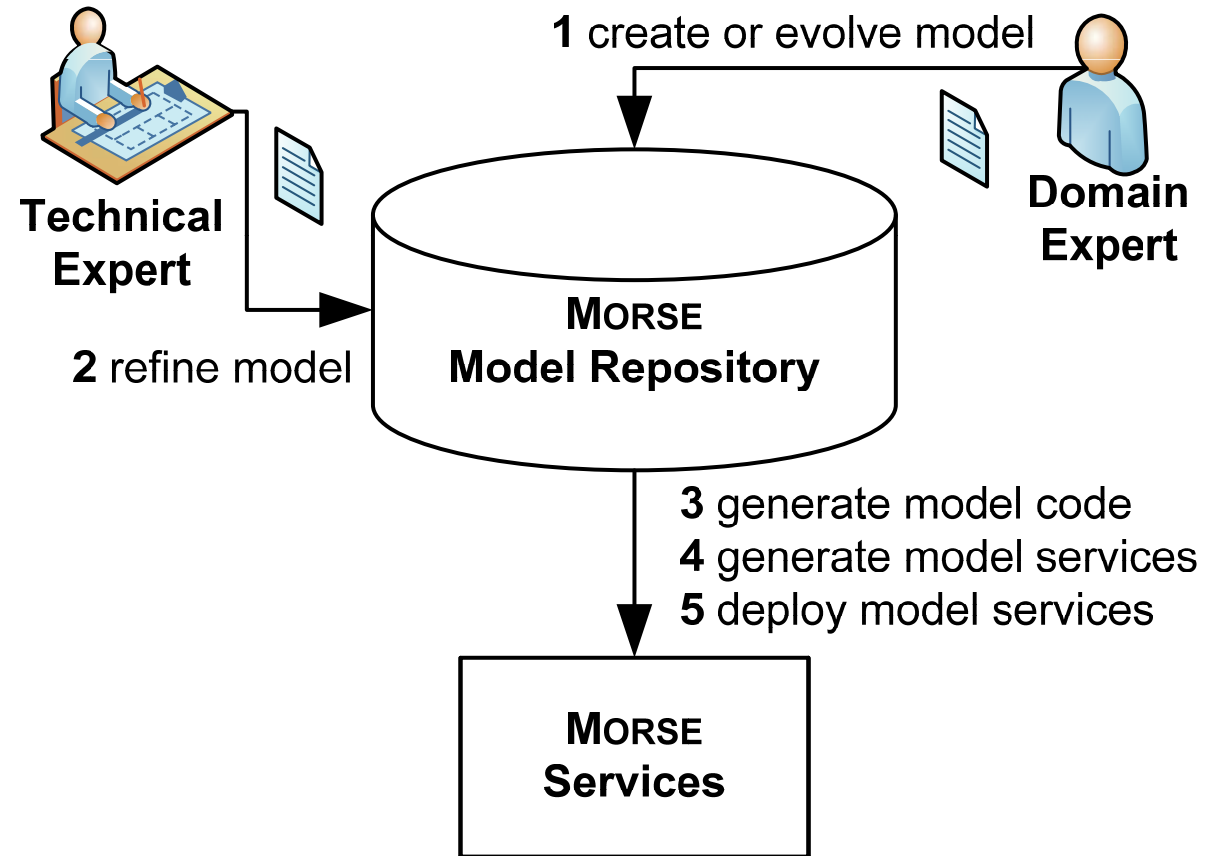 1 create or evolve model
Technical
Expert
Domain
Expert
2 refine model
MORSE
Model Repository
3 generate model code
4 generate model services
5 deploy model services
MORSE
Services